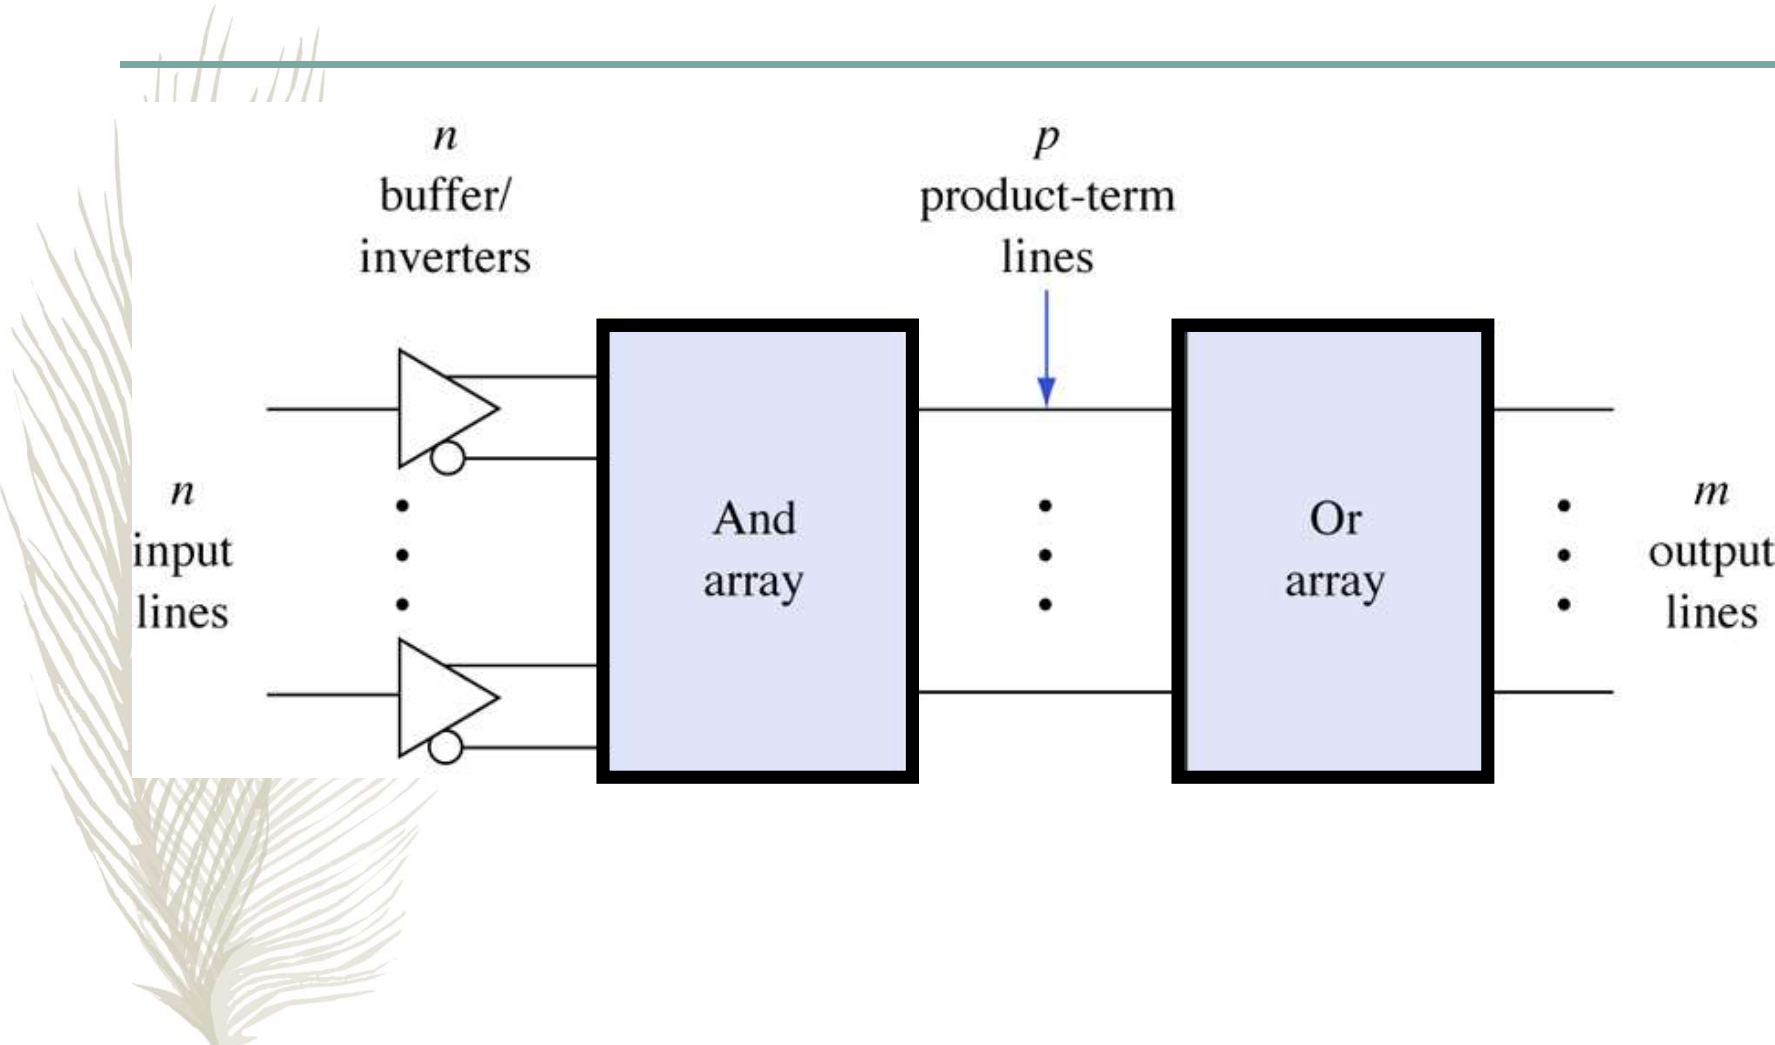 n
buffer/
inverters
p
product-term
lines
n
input
lines
And
array
Or
array
m
output
lines